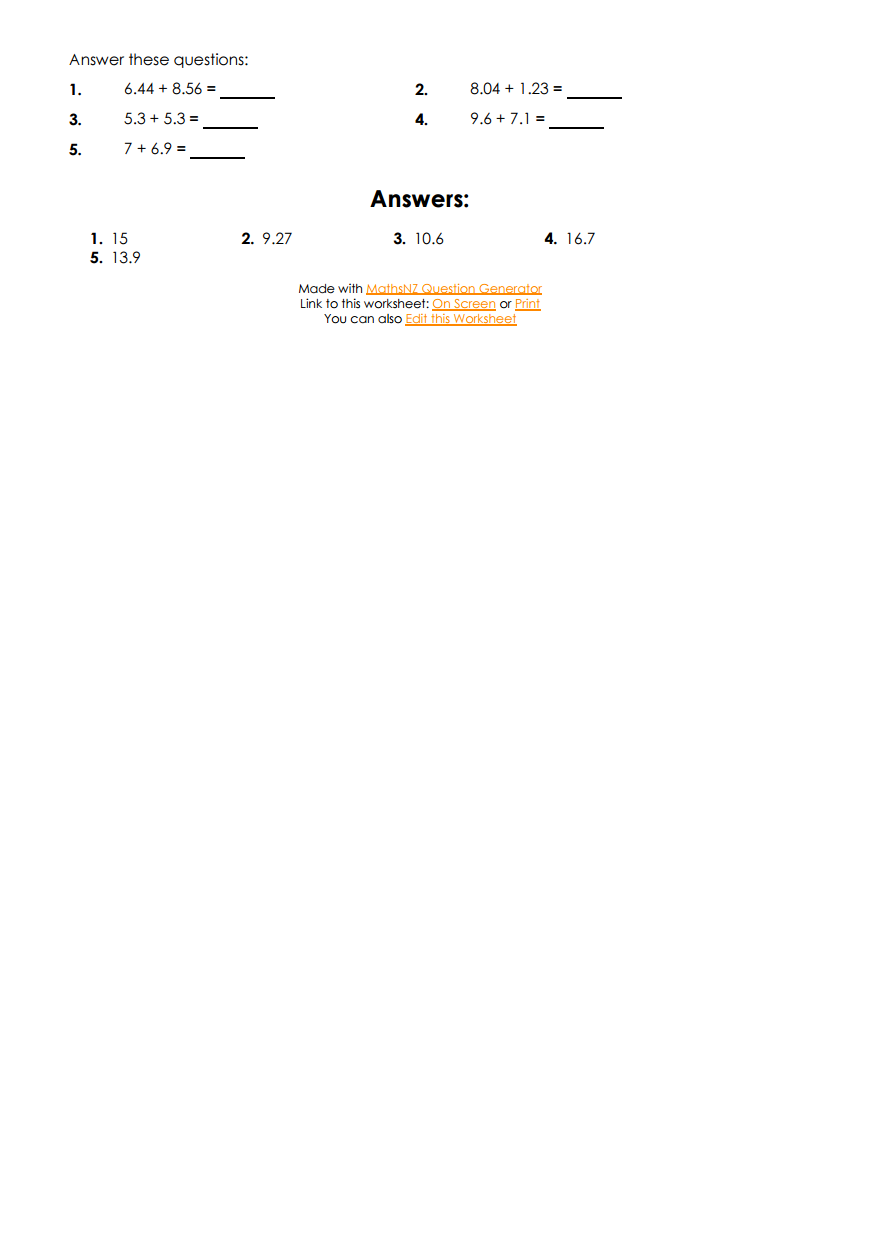 Answer these questions:
1. 6.44 + 8.56 = ______ 2. 8.04 + 1.23 = ______
3. 5.3 + 5.3 = ______ 4. 9.6 + 7.1 = ______
5. 7 + 6.9 = ______
Answers:
1. 15 2. 9.27 3. 10.6 4. 16.7
5. 13.9
Made with MathsNZ Question Generator
Link to this worksheet: On Screen or Print
You can also Edit this Worksheet